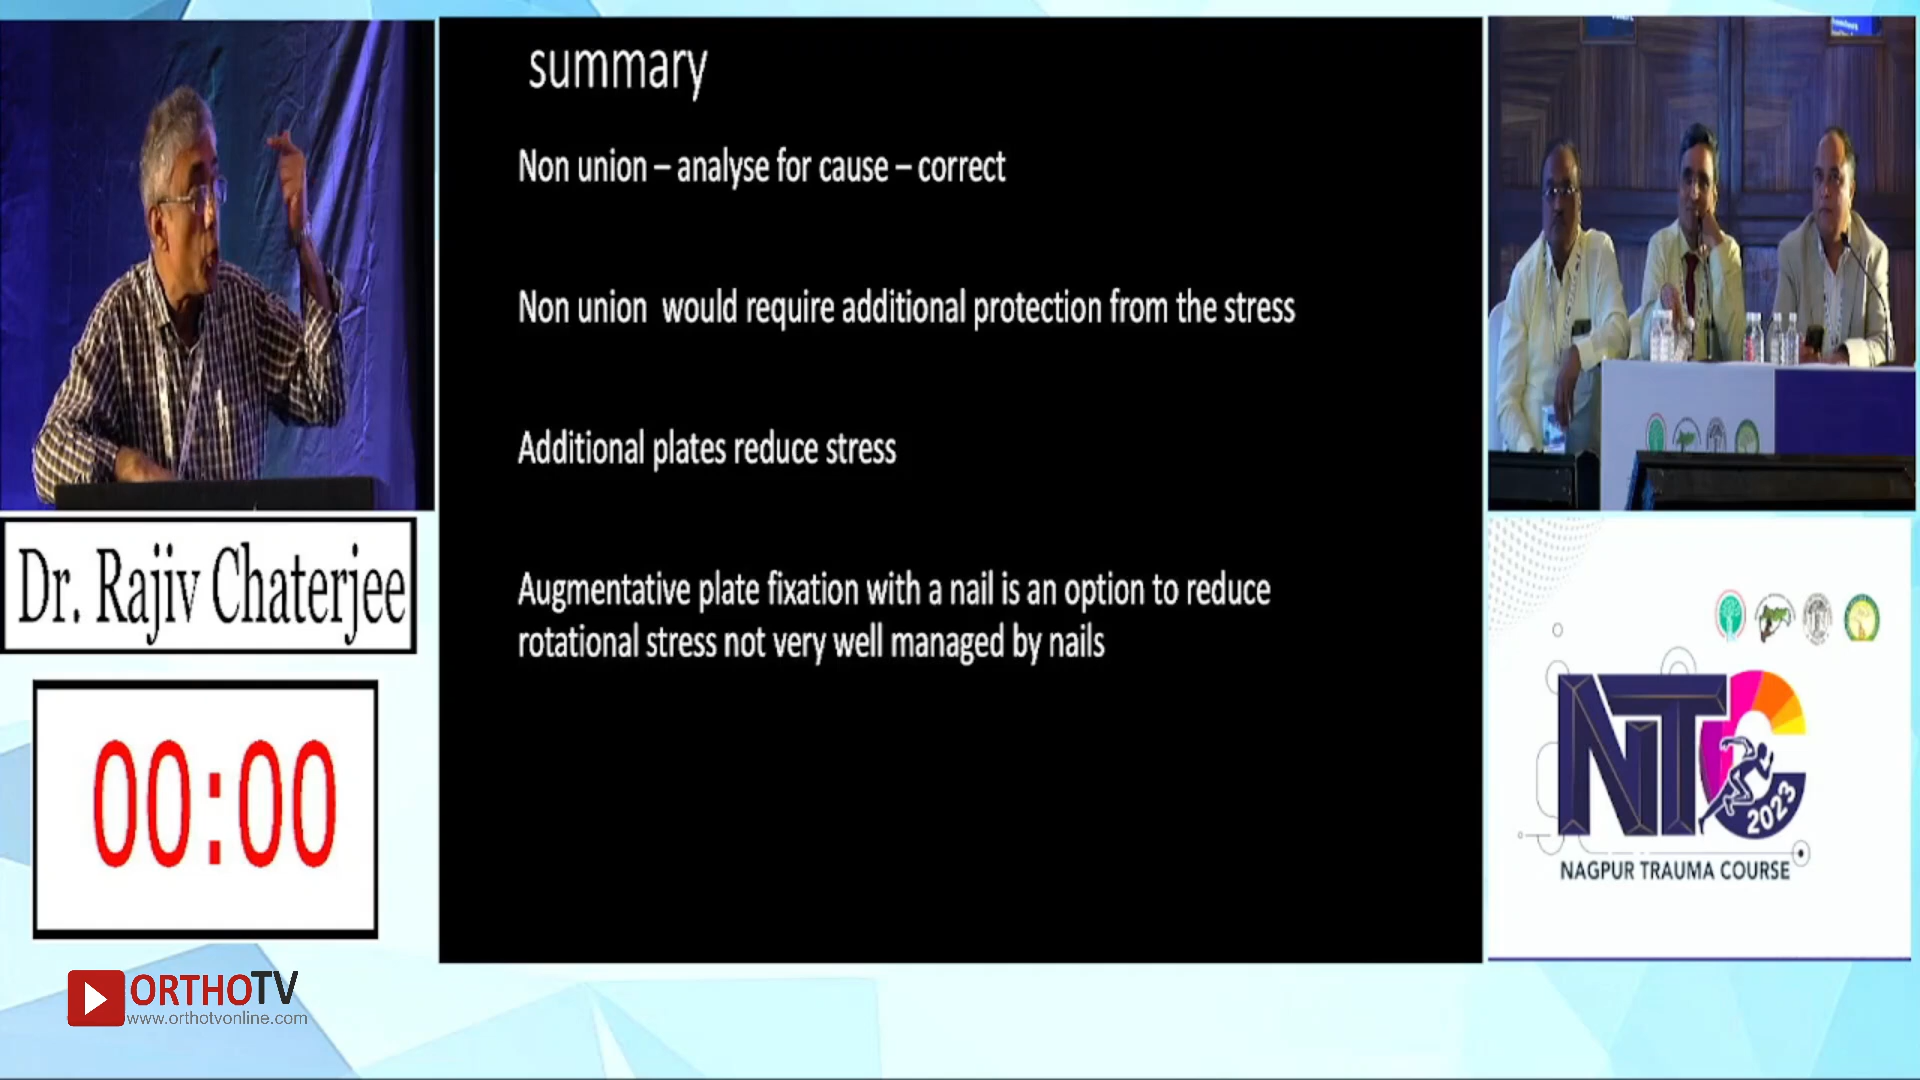 summary
Non union – analyse for cause – correct
Non union would require additional protection from the stress
Additional plates reduce stress
Augmentative plate fixation with a nail is an option to reduce
rotational stress not very well managed by nails
Dr. Rajiv Chaterjee
00:00
ORTHOTV
www.orthotvonline.com
NTC
2023
NAGPUR TRAUMA COURSE